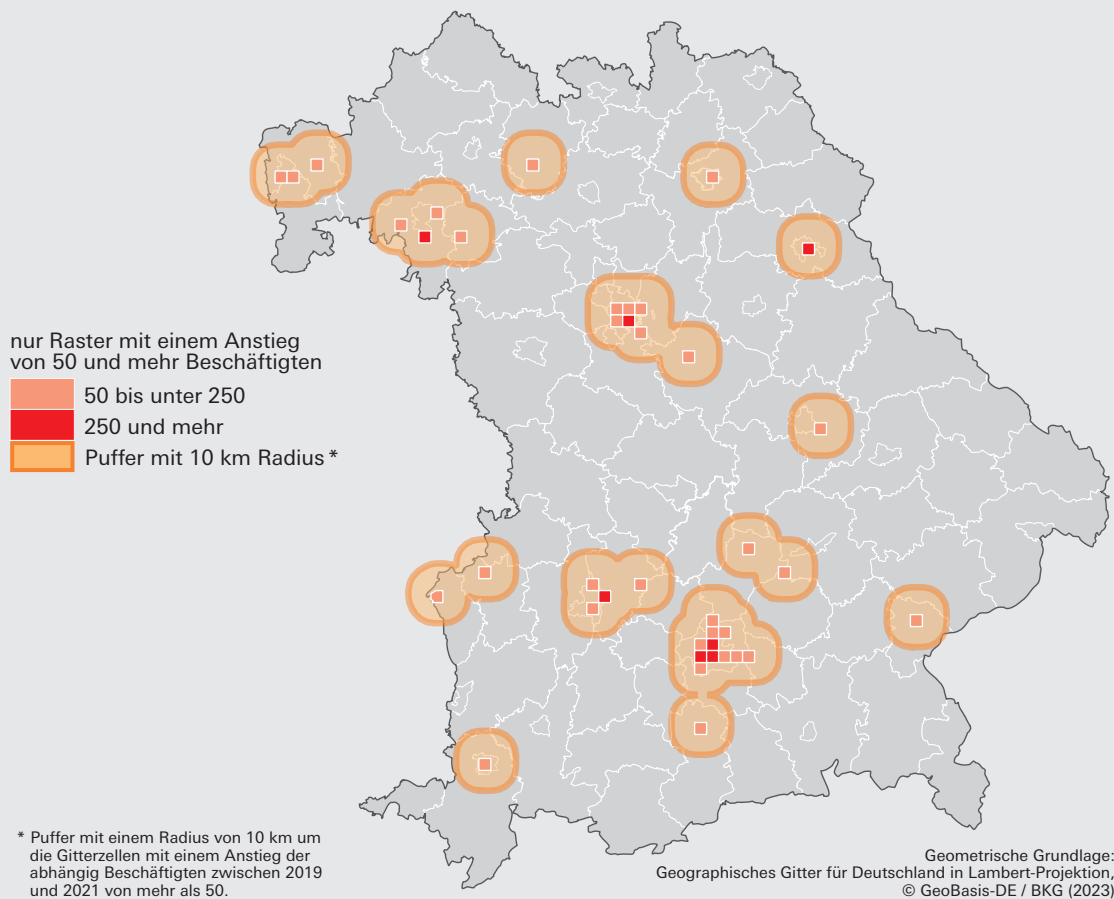 nur Raster mit einem Anstieg
von 50 und mehr Beschäftigten
50 bis unter 250
250 und mehr
Puffer mit 10 km Radius *
* Puffer mit einem Radius von 10 km um
die Gitterzellen mit einem Anstieg der
abhängig Beschäftigten zwischen 2019
und 2021 von mehr als 50.
Geometrische Grundlage:
Geographisches Gitter für Deutschland in Lambert-Projektion,
© GeoBasis-DE / BKG (2023)